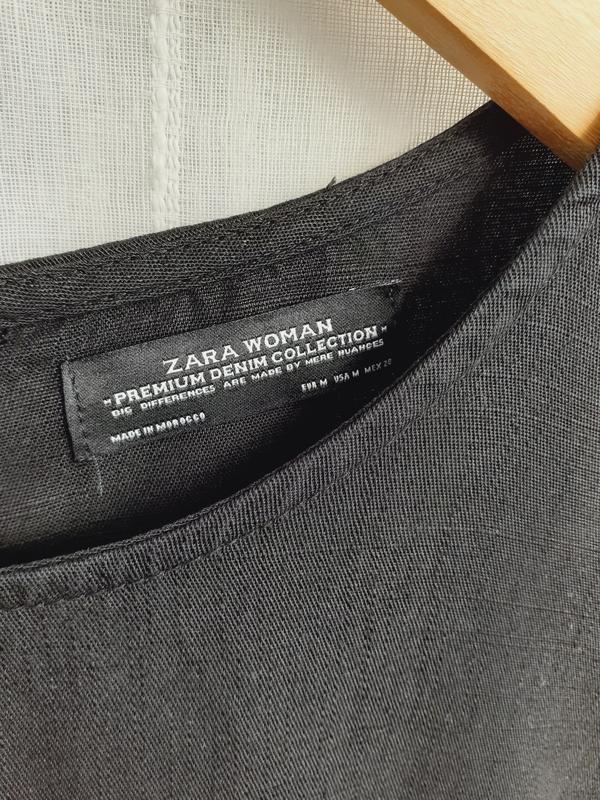 ZARA WOMAN
"PREMIUM DENIM COLLECTION"
BIG DIFFERENCES ARE MADE BY MERE NUANCES
EUR M USA M MEX 28
MADE IN MOROCCO